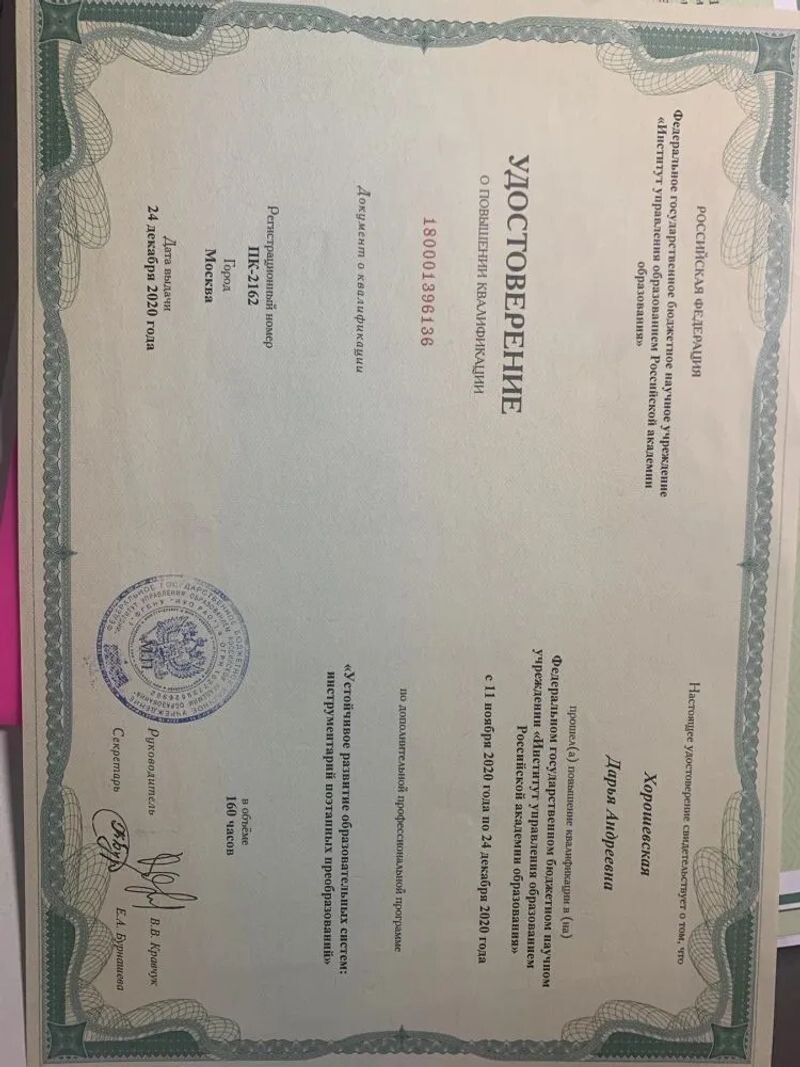 РОССИЙСКАЯ ФЕДЕРАЦИЯ
Федеральное государственное бюджетное научное учреждение
«Институт управления образованием Российской академии
образования»
УДОСТОВЕРЕНИЕ
О ПОВЫШЕНИИ КВАЛИФИКАЦИИ
180001396136
Документ о квалификации
Регистрационный номер
ПК-2162
Город
Москва
Дата выдачи
24 декабря 2020 года
Настоящее удостоверение свидетельствует о том, что
Хорошевская
Дарья Андреевна
прошел(а) повышение квалификации в (на)
Федеральном государственном бюджетном научном
учреждении «Институт управления образованием
Российской академии образования»
с 11 ноября 2020 года по 24 декабря 2020 года
по дополнительной профессиональной программе
«Устойчивое развитие образовательных систем:
инструментарий поэтапных преобразований»
в объёме
160 часов
М.П.
Руководитель В.В. Кравчук
Секретарь Е.А. Бурнашева